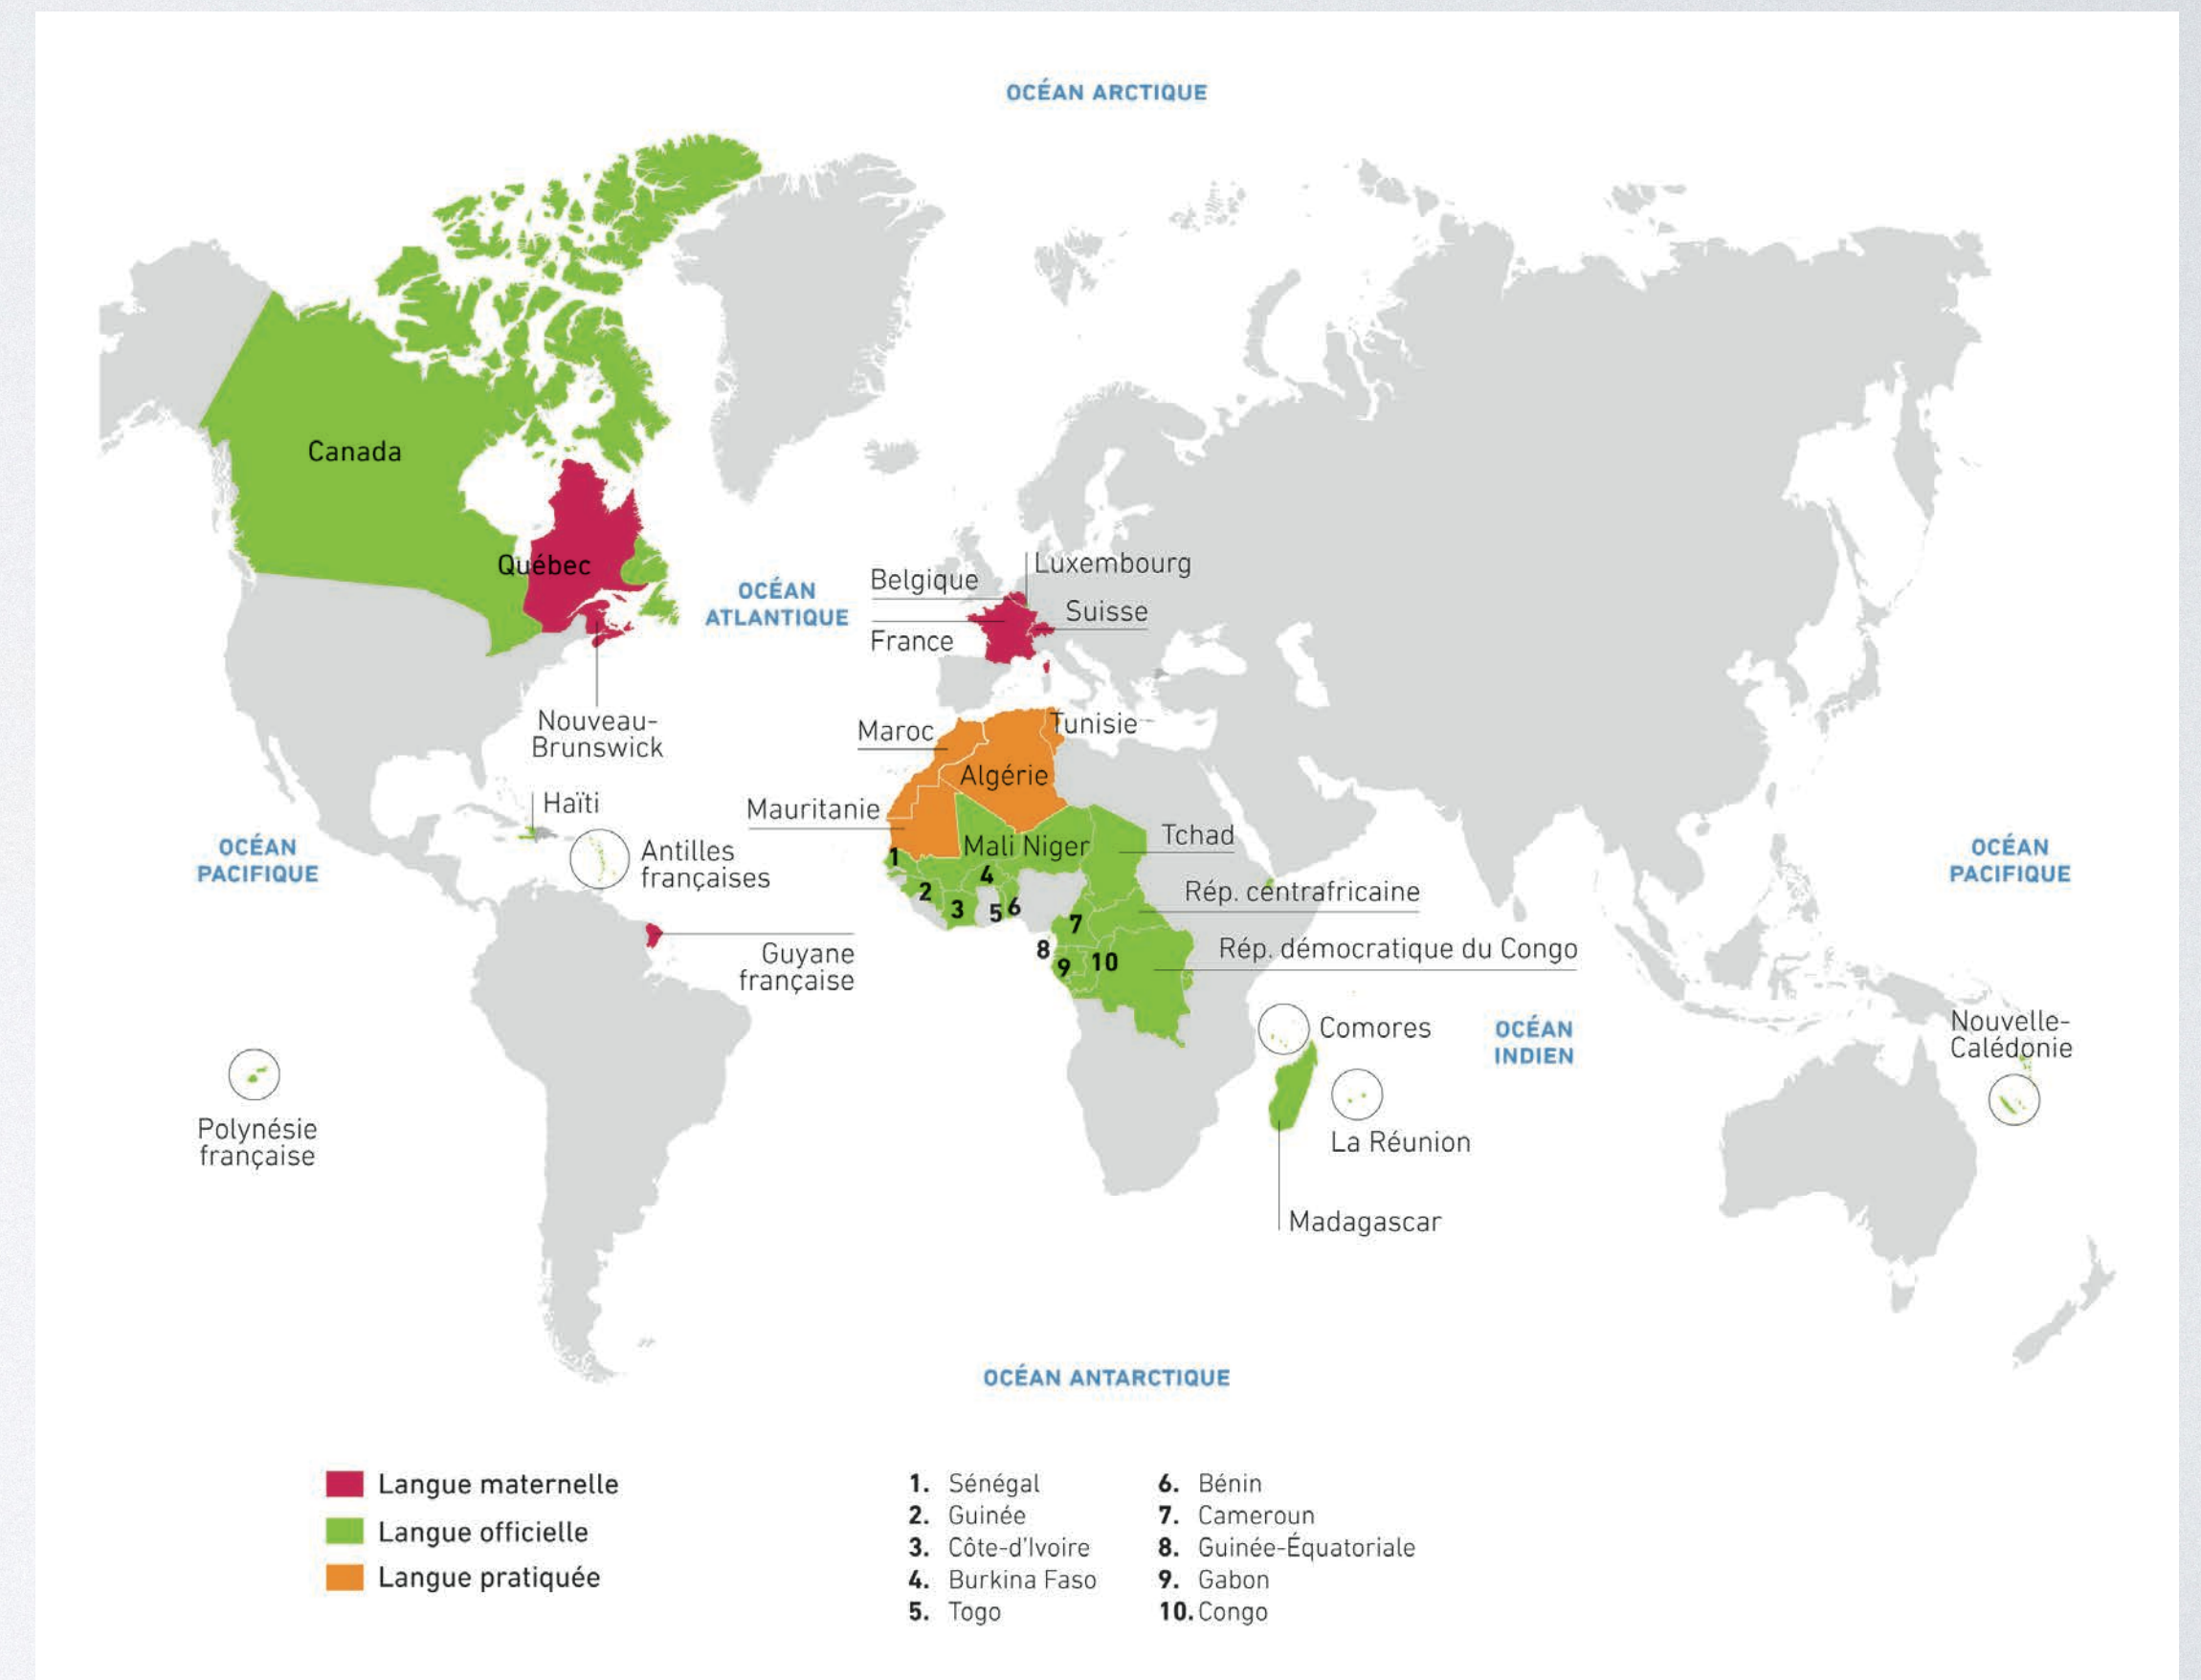 OCÉAN ARCTIQUE
Canada
Québec
OCÉAN
ATLANTIQUE
Belgique
Luxembourg
Suisse
France
Nouveau-
Brunswick
Maroc
Tunisie
Algérie
Haïti
Mauritanie
Antilles
françaises
OCÉAN
PACIFIQUE
Mali Niger
Tchad
OCÉAN
PACIFIQUE
1
4
2
3
5 6
7
Rép. centrafricaine
8
9
10
Rép. démocratique du Congo
Guyane
française
Comores
OCÉAN
INDIEN
Nouvelle-
Calédonie
Polynésie
française
La Réunion
Madagascar
OCÉAN ANTARCTIQUE
Langue maternelle
Langue officielle
Langue pratiquée
1. Sénégal
2. Guinée
3. Côte-d'Ivoire
4. Burkina Faso
5. Togo
6. Bénin
7. Cameroun
8. Guinée-Équatoriale
9. Gabon
10. Congo